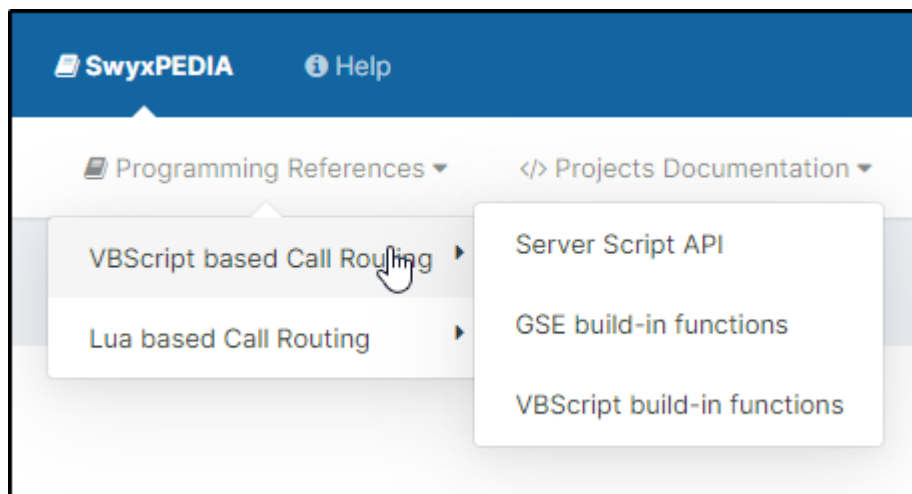 SwyxPEDIA Help
Programming References </> Projects Documentation
VBScript based Call Routing
Lua based Call Routing
Server Script API
GSE build-in functions
VBScript build-in functions